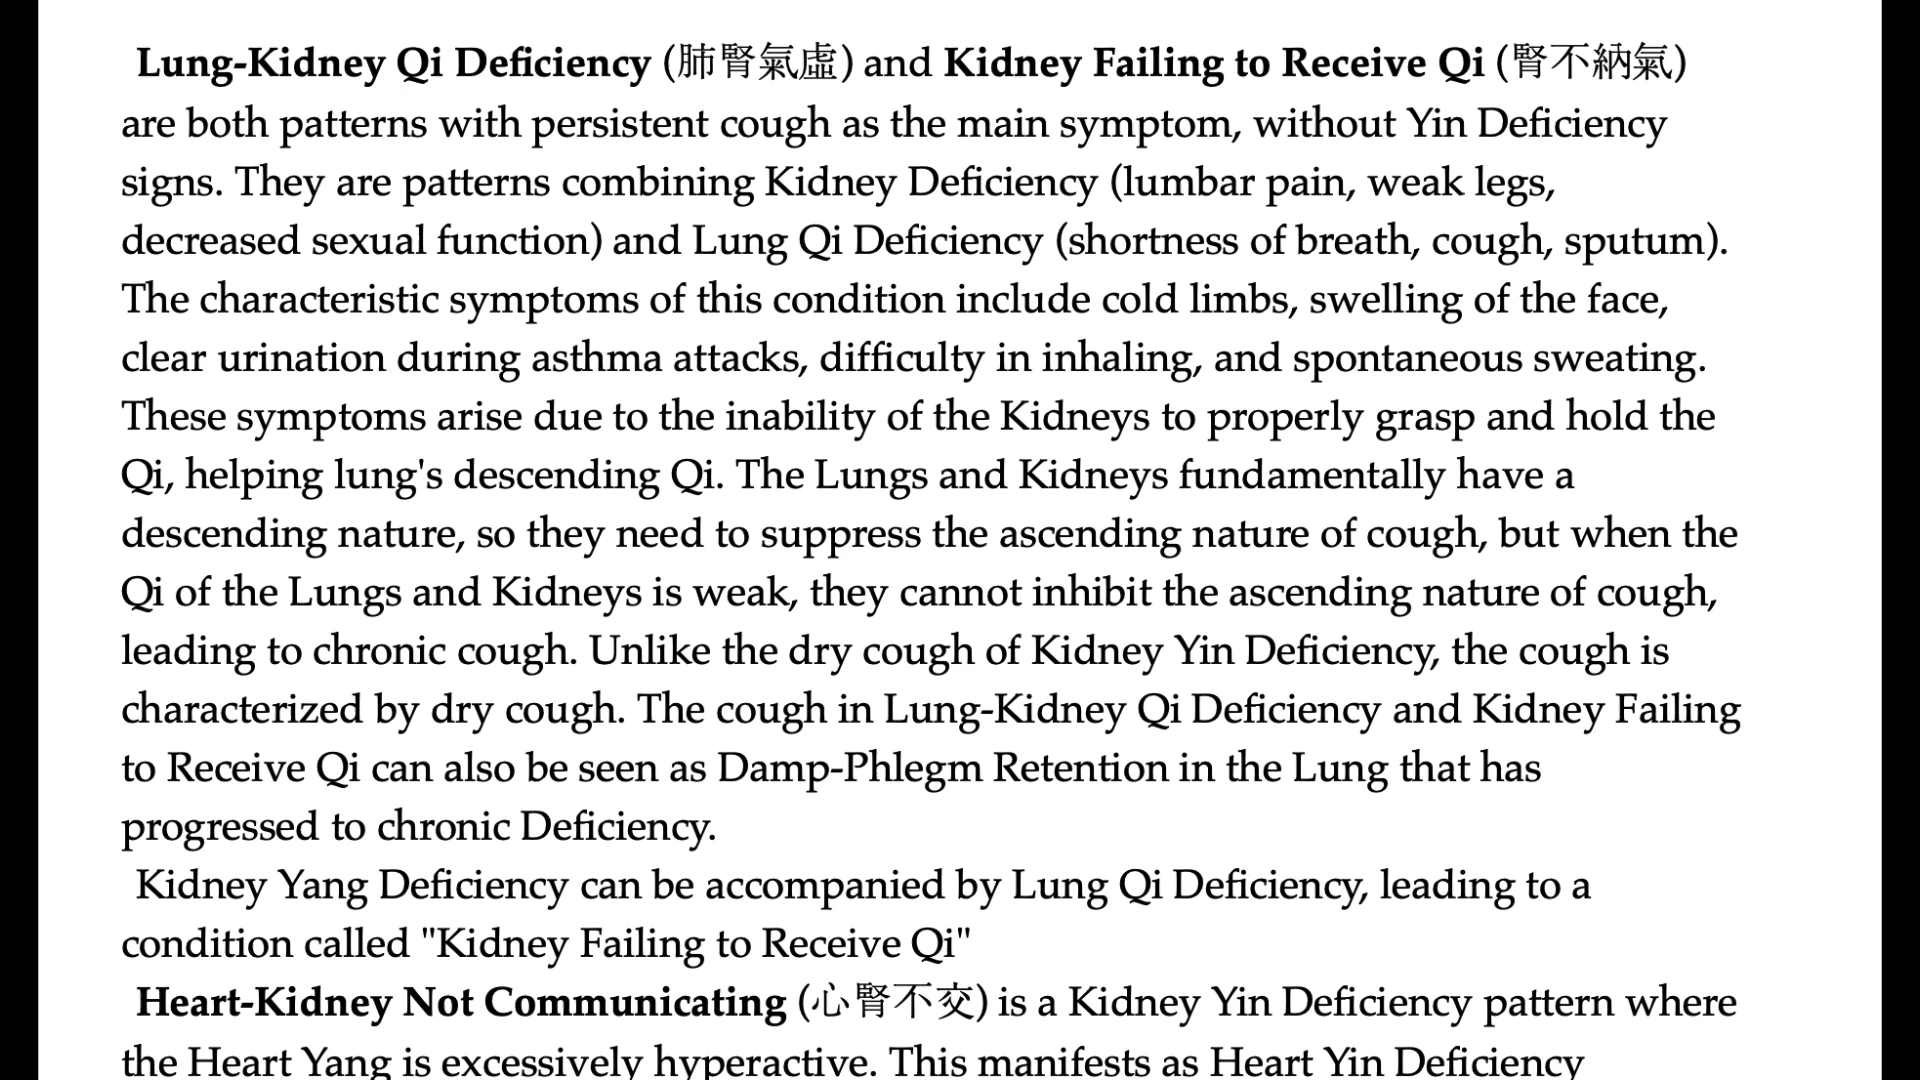 Lung-Kidney Qi Deficiency (肺腎氣虛) and Kidney Failing to Receive Qi (腎不納氣)
are both patterns with persistent cough as the main symptom, without Yin Deficiency
signs. They are patterns combining Kidney Deficiency (lumbar pain, weak legs,
decreased sexual function) and Lung Qi Deficiency (shortness of breath, cough, sputum).
The characteristic symptoms of this condition include cold limbs, swelling of the face,
clear urination during asthma attacks, difficulty in inhaling, and spontaneous sweating.
These symptoms arise due to the inability of the Kidneys to properly grasp and hold the
Qi, helping lung's descending Qi. The Lungs and Kidneys fundamentally have a
descending nature, so they need to suppress the ascending nature of cough, but when the
Qi of the Lungs and Kidneys is weak, they cannot inhibit the ascending nature of cough,
leading to chronic cough. Unlike the dry cough of Kidney Yin Deficiency, the cough is
characterized by dry cough. The cough in Lung-Kidney Qi Deficiency and Kidney Failing
to Receive Qi can also be seen as Damp-Phlegm Retention in the Lung that has
progressed to chronic Deficiency.
Kidney Yang Deficiency can be accompanied by Lung Qi Deficiency, leading to a
condition called "Kidney Failing to Receive Qi"
Heart-Kidney Not Communicating (心腎不交) is a Kidney Yin Deficiency pattern where
the Heart Yang is excessively hyperactive. This manifests as Heart Yin Deficiency